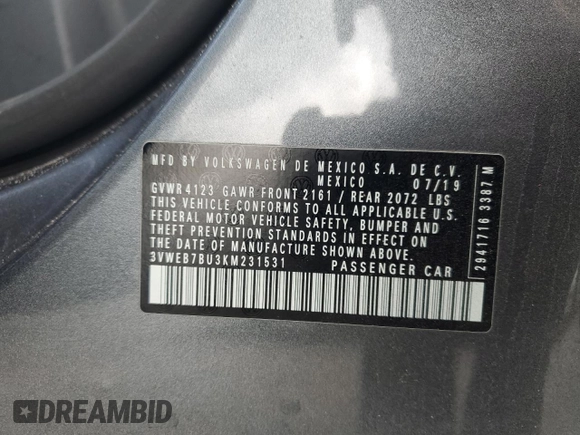 MFD BY VOLKSWAGEN DE MEXICO S.A. DE C.V.
MEXICO 07/19
GVWR 4123 GAWR FRONT 2161 / REAR 2072 LBS
THIS VEHICLE CONFORMS TO ALL APPLICABLE U.S.
FEDERAL MOTOR VEHICLE SAFETY, BUMPER AND
THEFT PREVENTION STANDARDS IN EFFECT ON
THE DATE OF MANUFACTURE SHOWN ABOVE.
3VWEB7BU3KM231531 PASSENGER CAR
29417716 3387 M
DREAMBID